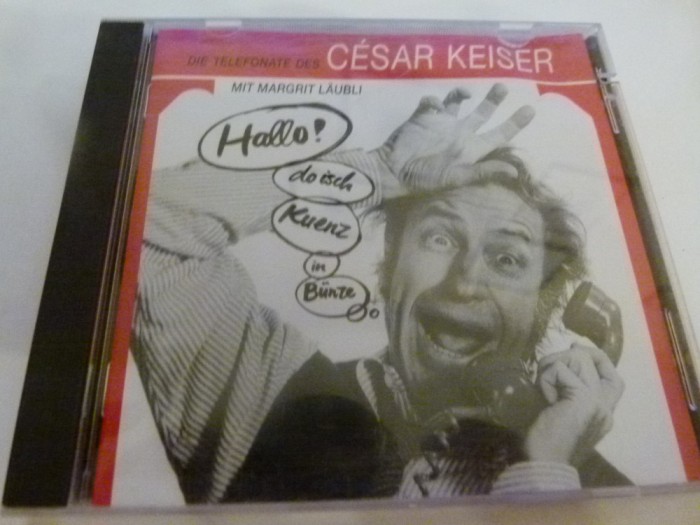 DIE TELEFONATE DES CÉSAR KEISER
MIT MARGRIT LÄUBLI
Hallo!
do isch
Kuenz
in
Bünze